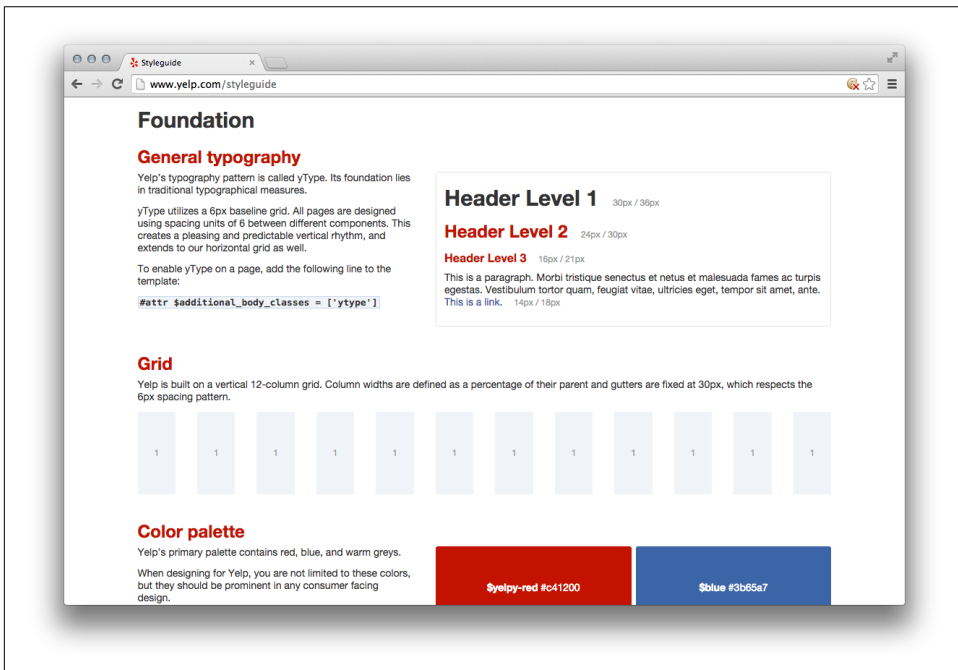 Styleguide
www.yelp.com/styleguide
Foundation
General typography
Yelp's typography pattern is called yType. Its foundation lies
in traditional typographical measures.
yType utilizes a 6px baseline grid. All pages are designed
using spacing units of 6 between different components. This
creates a pleasing and predictable vertical rhythm, and
extends to our horizontal grid as well.
To enable yType on a page, add the following line to the
template:
#attr $additional_body_classes = ['ytype']
Header Level 1 30px / 36px
Header Level 2 24px / 30px
Header Level 3 16px / 21px
This is a paragraph. Morbi tristique senectus et netus et malesuada fames ac turpis
egestas. Vestibulum tortor quam, feugiat vitae, ultricies eget, tempor sit amet, ante.
This is a link. 14px / 18px
Grid
Yelp is built on a vertical 12-column grid. Column widths are defined as a percentage of their parent and gutters are fixed at 30px, which respects the
6px spacing pattern.
1 1 1 1 1 1 1 1 1 1 1 1
Color palette
Yelp's primary palette contains red, blue, and warm greys.
When designing for Yelp, you are not limited to these colors,
but they should be prominent in any consumer facing
design.
$yelpy-red #c41200
$blue #3b65a7